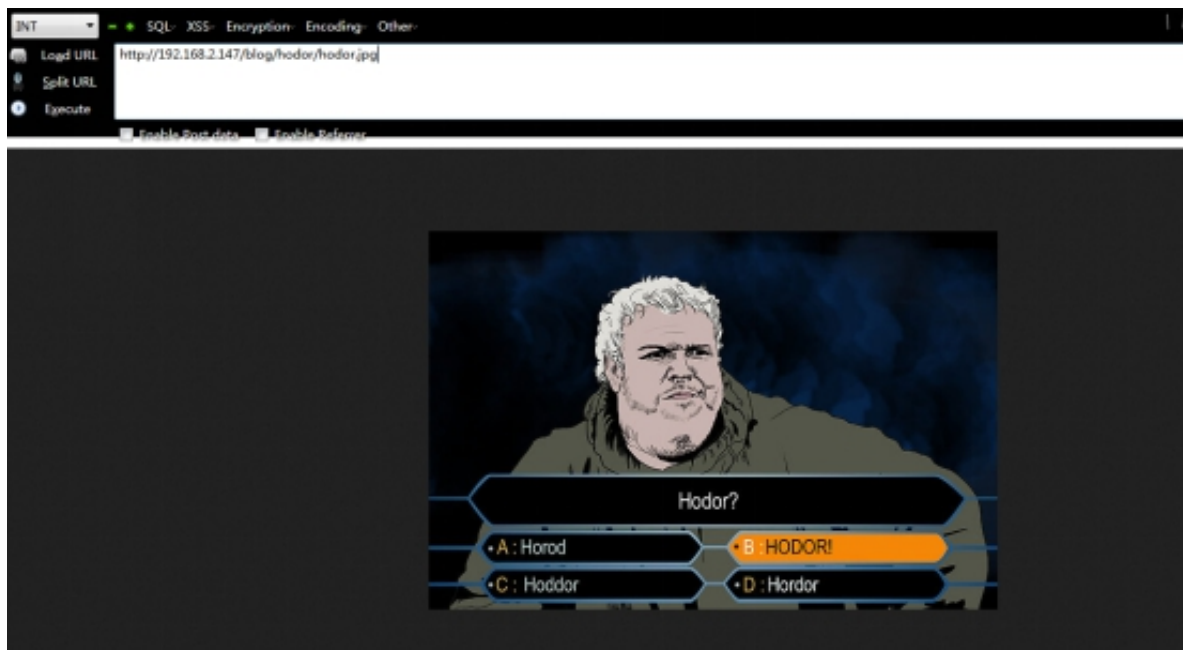 INT SQL- XSS- Encryption- Encoding- Other-
Load URL http://192.168.2.147/blog/hodor/hodor.jpg
Split URL
Execute
Enable Post data Enable Referrer
Hodor?
A : Horod B : HODOR!
C : Hoddor D : Hordor